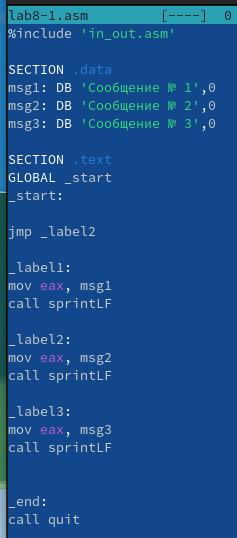 lab8-1.asm [----] 0
%include 'in_out.asm'
SECTION .data
msg1: DB 'Сообщение № 1',0
msg2: DB 'Сообщение № 2',0
msg3: DB 'Сообщение № 3',0
SECTION .text
GLOBAL _start
_start:
jmp _label2
_label1:
mov eax, msg1
call sprintLF
_label2:
mov eax, msg2
call sprintLF
_label3:
mov eax, msg3
call sprintLF
_end:
call quit